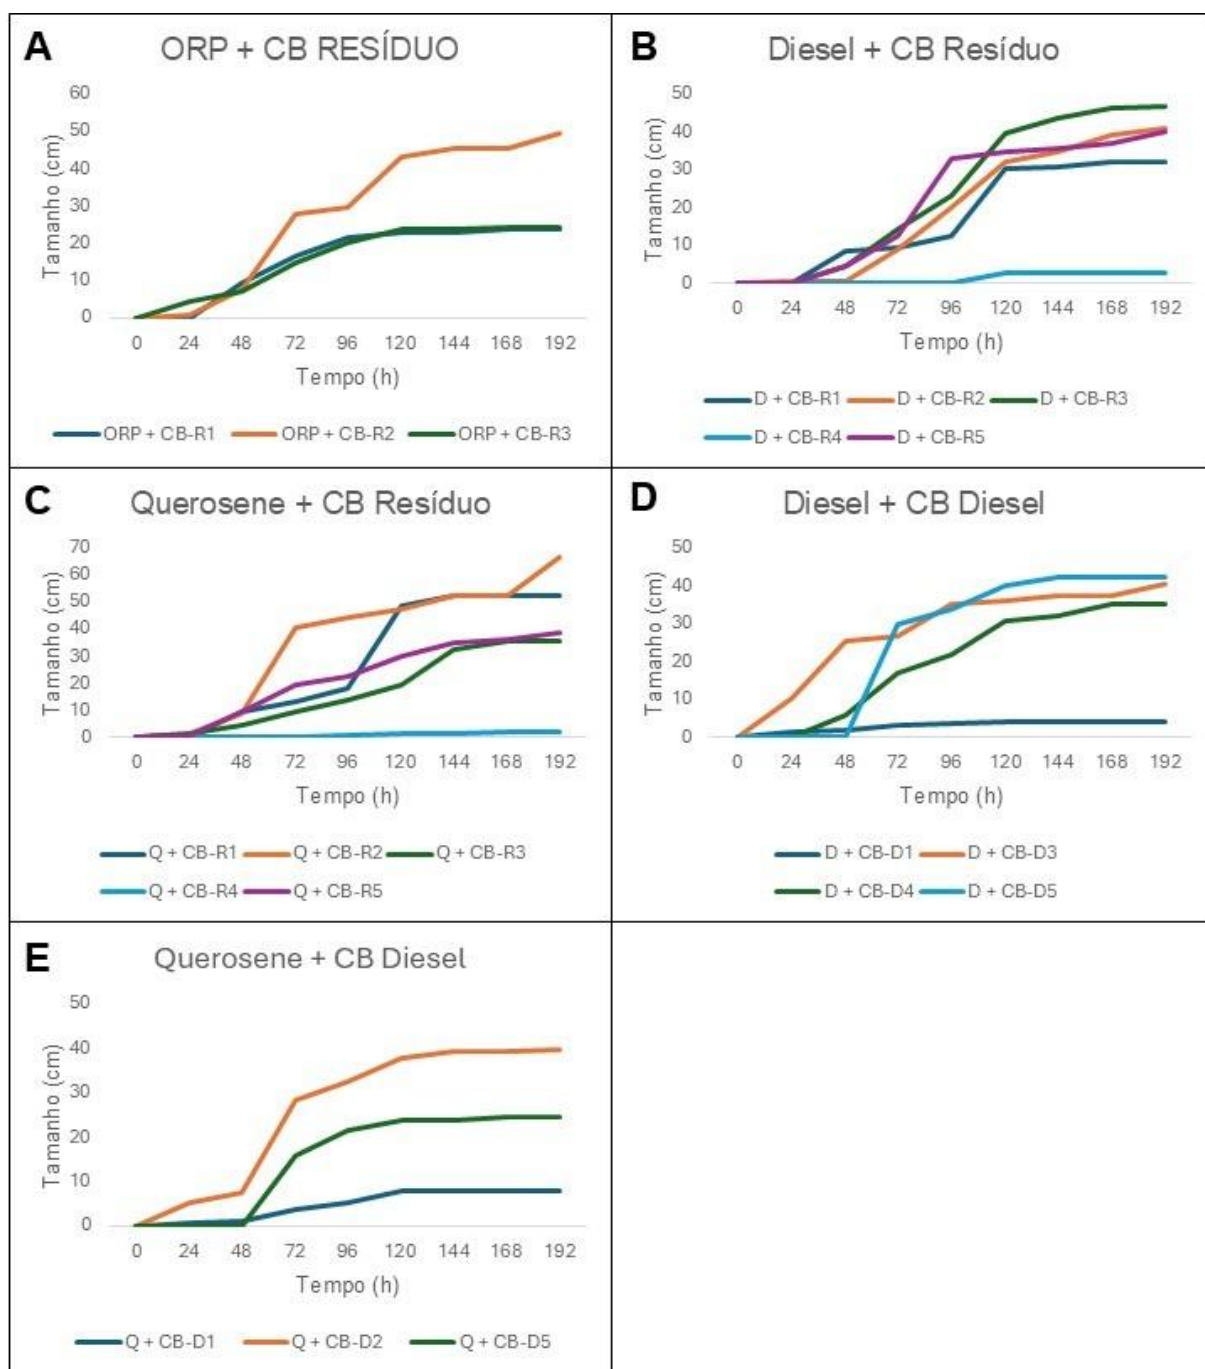 A
ORP + CB RESÍDUO
60
50
40
30
20
10
0
Tamanho (cm)
0 24 48 72 96 120 144 168 192
Tempo (h)
ORP + CB-R1 ORP + CB-R2 ORP + CB-R3
B
Diesel + CB Resíduo
50
40
30
20
10
0
Tamanho (cm)
0 24 48 72 96 120 144 168 192
Tempo (h)
D + CB-R1 D + CB-R2 D + CB-R3
D + CB-R4 D + CB-R5
C
Querosene + CB Resíduo
70
60
50
40
30
20
10
0
Tamanho (cm)
0 24 48 72 96 120 144 168 192
Tempo (h)
Q + CB-R1 Q + CB-R2 Q + CB-R3
Q + CB-R4 Q + CB-R5
D
Diesel + CB Diesel
50
40
30
20
10
0
Tamanho (cm)
0 24 48 72 96 120 144 168 192
Tempo (h)
D + CB-D1 D + CB-D3
D + CB-D4 D + CB-D5
E
Querosene + CB Diesel
50
40
30
20
10
0
Tamanho (cm)
0 24 48 72 96 120 144 168 192
Tempo (h)
Q + CB-D1 Q + CB-D2 Q + CB-D5